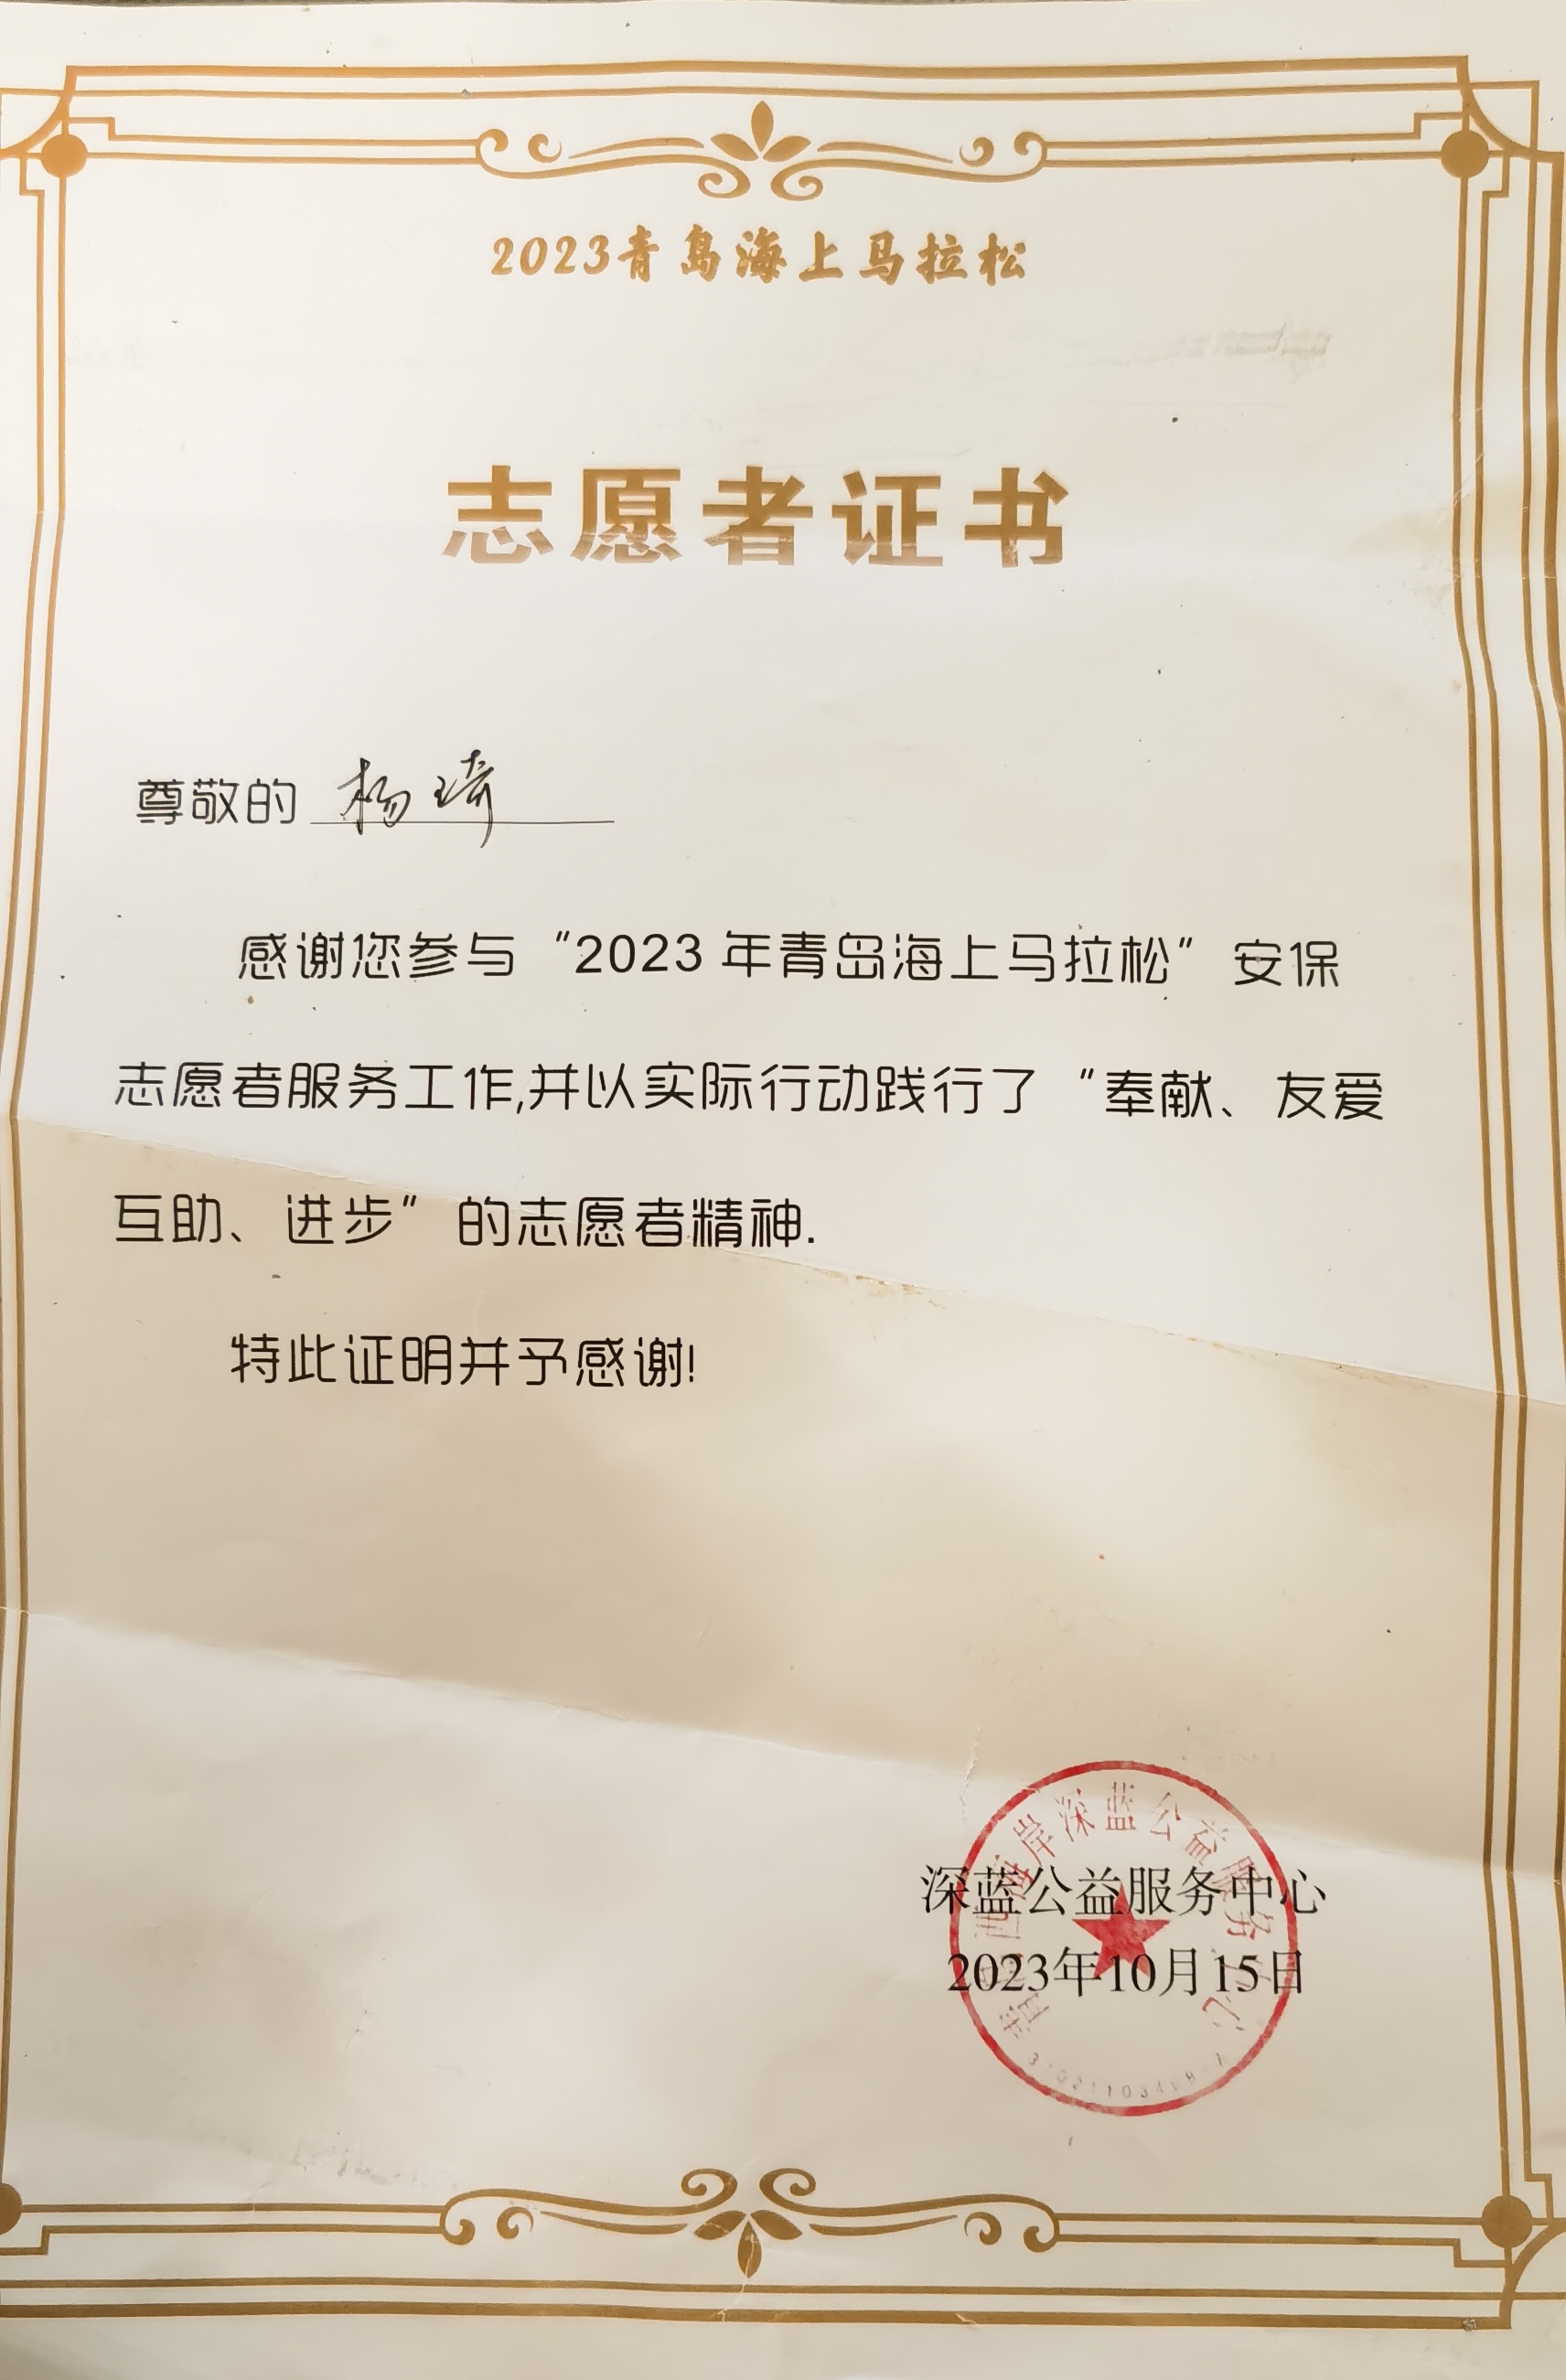 2023青岛海上马拉松
志愿者证书
尊敬的 杨琦
感谢您参与“2023年青岛海上马拉松”安保
志愿者服务工作,并以实际行动践行了“奉献、友爱
互助、进步”的志愿者精神.
特此证明并予感谢!
西海岸深蓝公益服务中心
深蓝公益服务中心
2023年10月15日